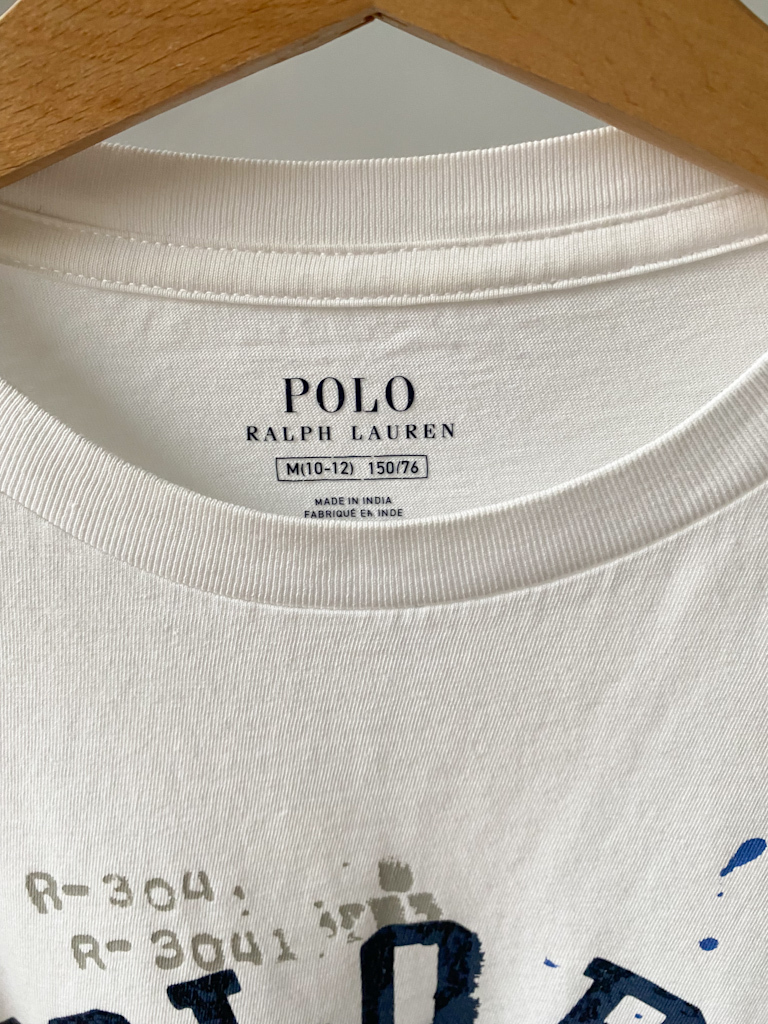 POLO
RALPH LAUREN
M(10-12) 150/76
MADE IN INDIA
FABRIQUÉ EN INDE
R-304
R-3041